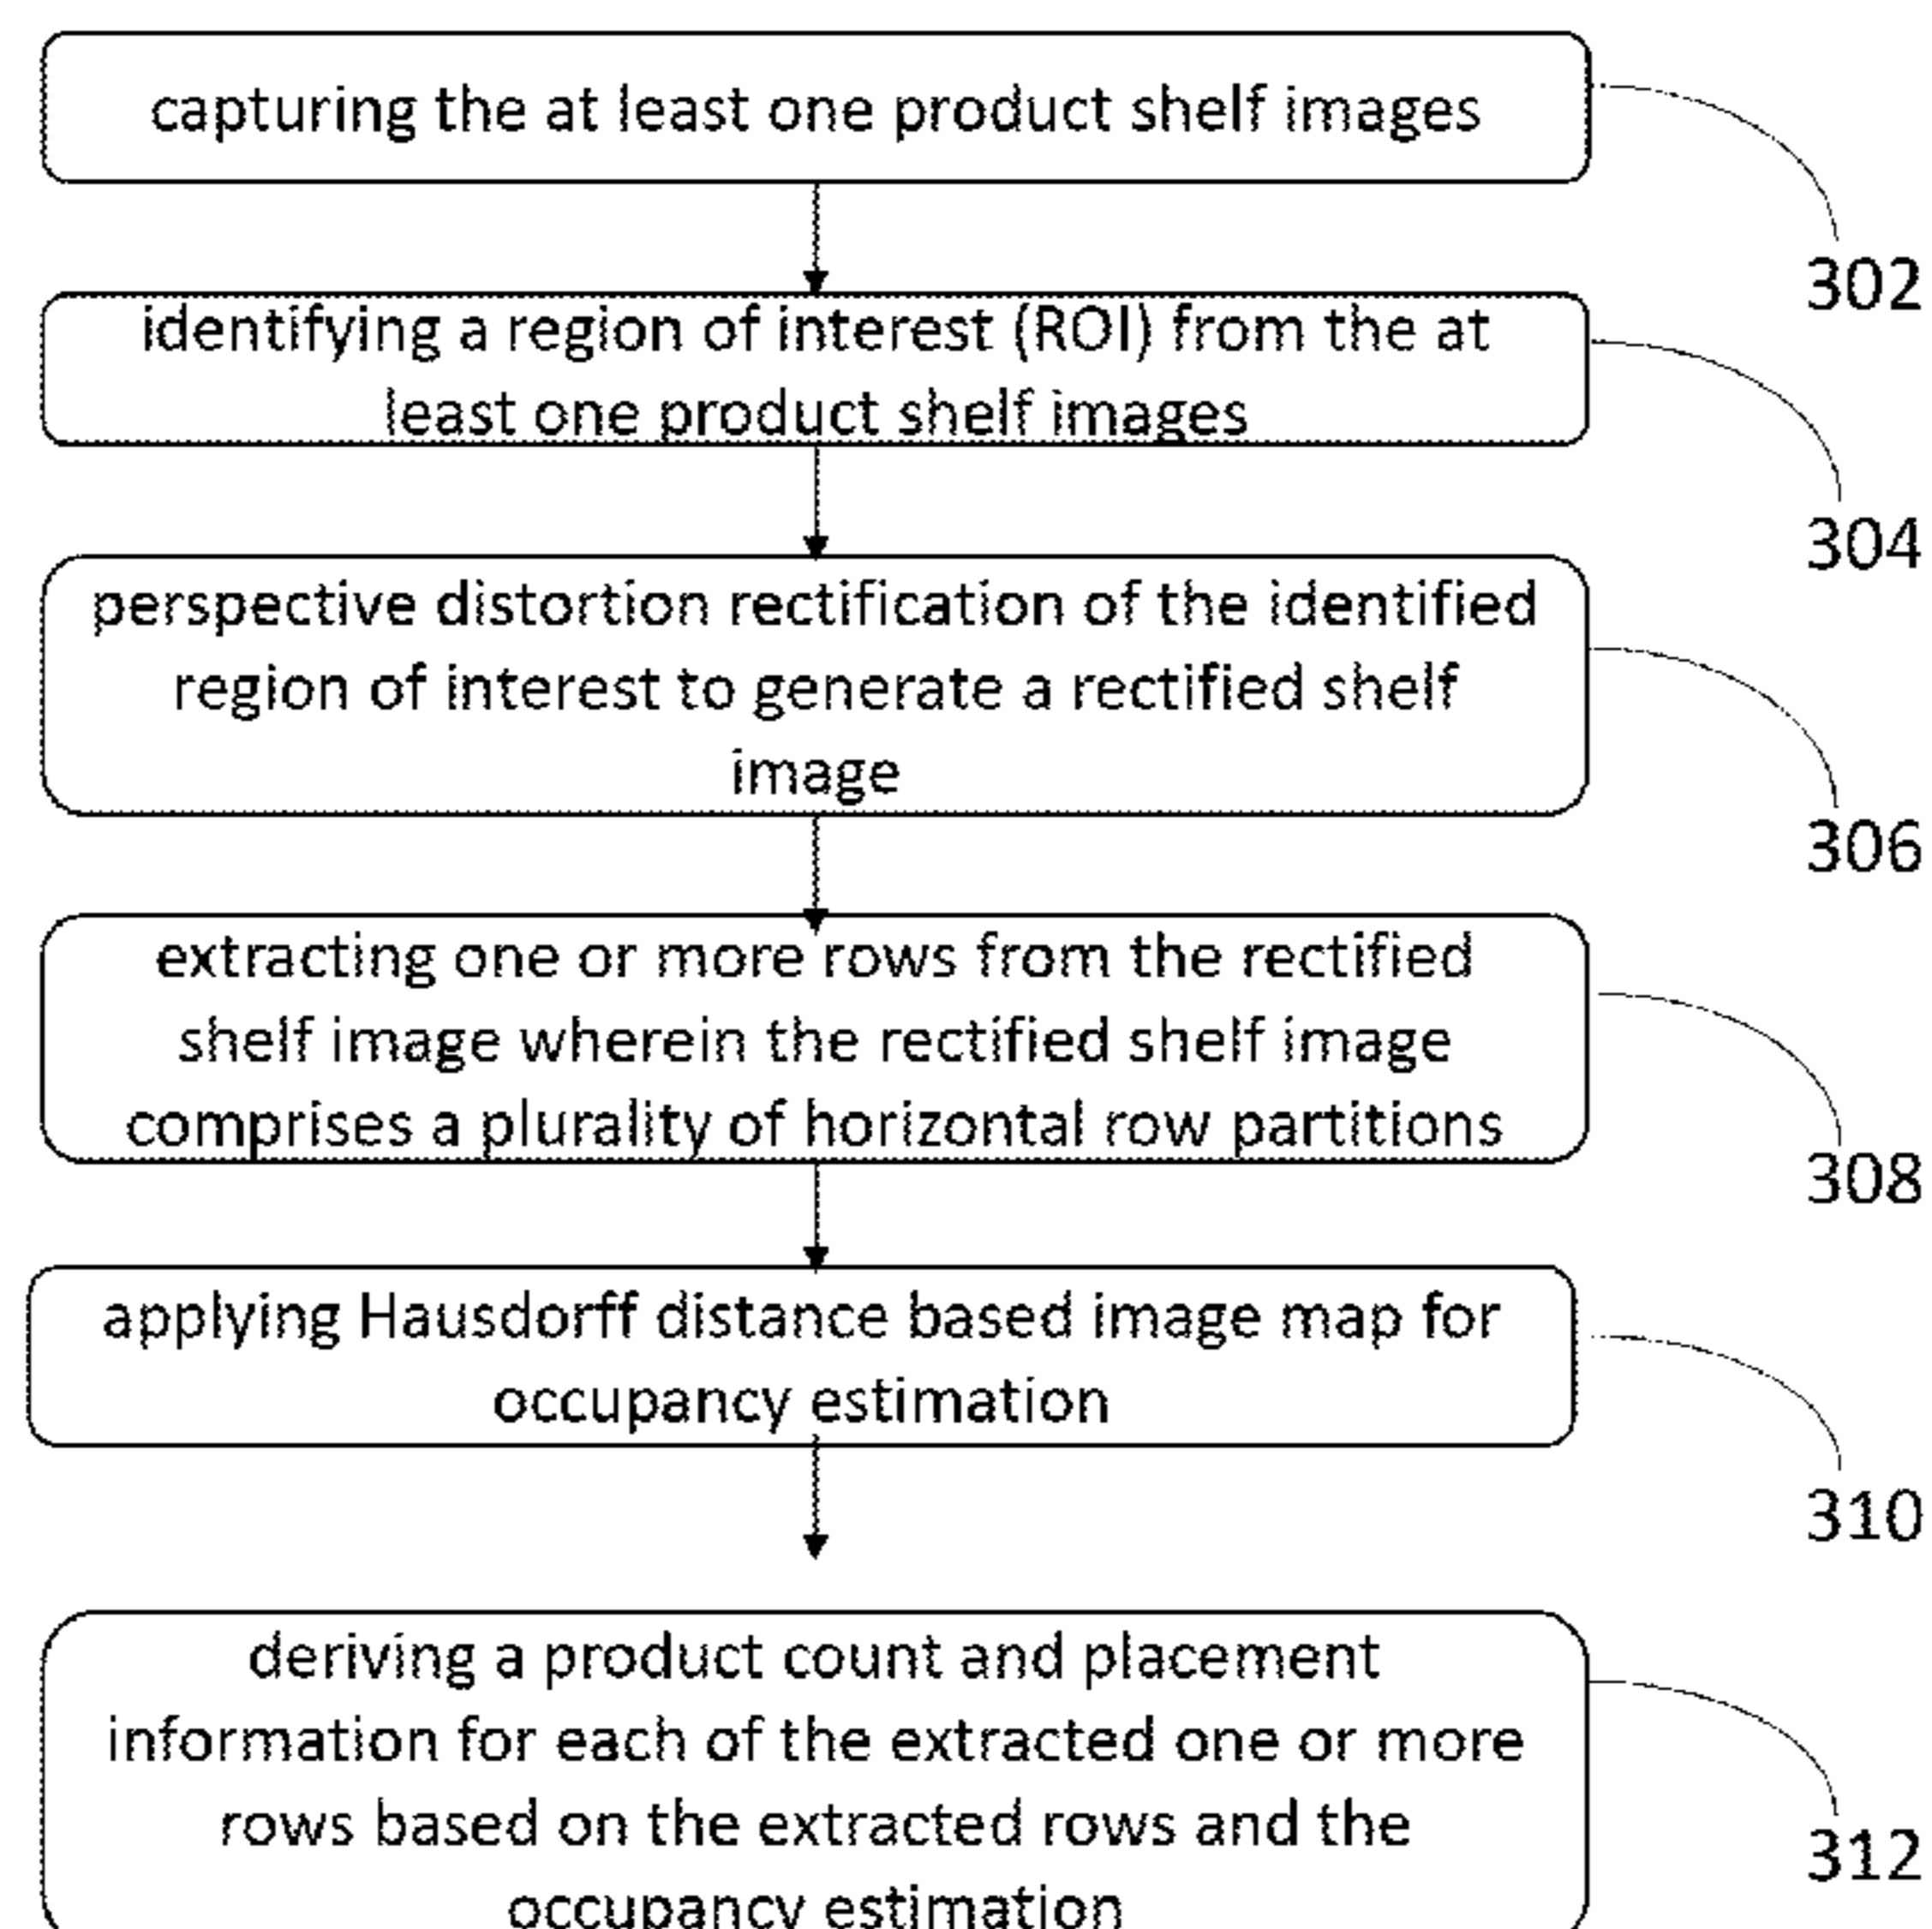 capturing the at least one product shelf images
302
identifying a region of interest (ROI) from the at
least one product shelf images
304
perspective distortion rectification of the identified
region of interest to generate a rectified shelf
image
306
extracting one or more rows from the rectified
shelf image wherein the rectified shelf image
comprises a plurality of horizontal row partitions
308
applying Hausdorff distance based image map for
occupancy estimation
310
deriving a product count and placement
information for each of the extracted one or more
rows based on the extracted rows and the
occupancy estimation
312